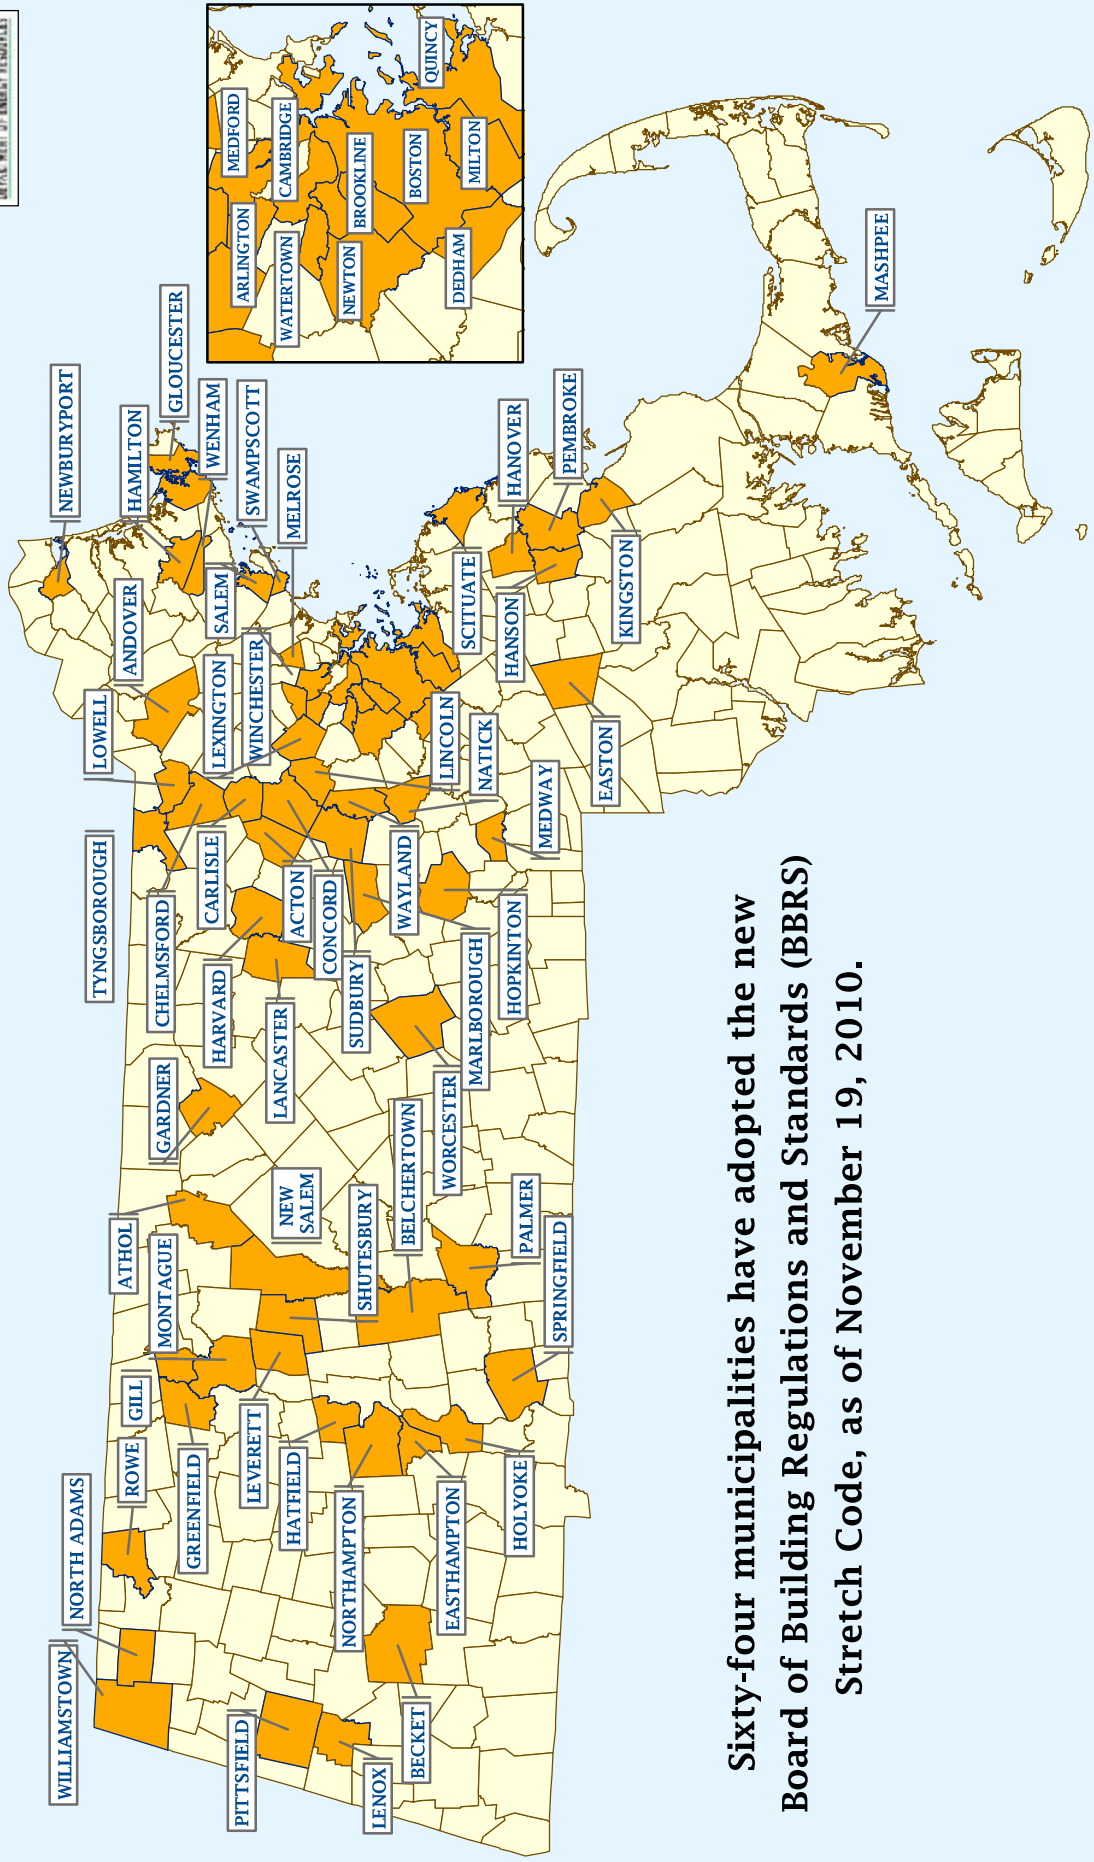 DEPARTMENT OF ENERGY RESOURCES
WILLIAMSTOWN
NORTH ADAMS
ROWE
GILL
MONTAGUE
ATHOL
GARDNER
TYNGSBOROUGH
LOWELL
ANDOVER
NEWBURYPORT
HAMILTON
GLOUCESTER
WENHAM
SWAMPSCOTT
MELROSE
SALEM
LEXINGTON
WINCHESTER
CHELMSFORD
CARLISLE
HARVARD
ACTON
CONCORD
LANCASTER
SUDBURY
WAYLAND
LINCOLN
NATICK
MEDWAY
MARLBOROUGH
HOPKINTON
WORCESTER
NEW
SALEM
SHUTESBURY
BELCHERTOWN
PALMER
SPRINGFIELD
GREENFIELD
LEVERETT
HATFIELD
NORTHAMPTON
EASTHAMPTON
HOLYOKE
PITTSFIELD
LENOX
BECKET
SCITUATE
HANOVER
PEMBROKE
HANSON
KINGSTON
EASTON
MASHPEE
MEDFORD
ARLINGTON
CAMBRIDGE
WATERTOWN
BROOKLINE
NEWTON
BOSTON
QUINCY
MILTON
DEDHAM
Sixty-four municipalities have adopted the new
Board of Building Regulations and Standards (BBRS)
Stretch Code, as of November 19, 2010.